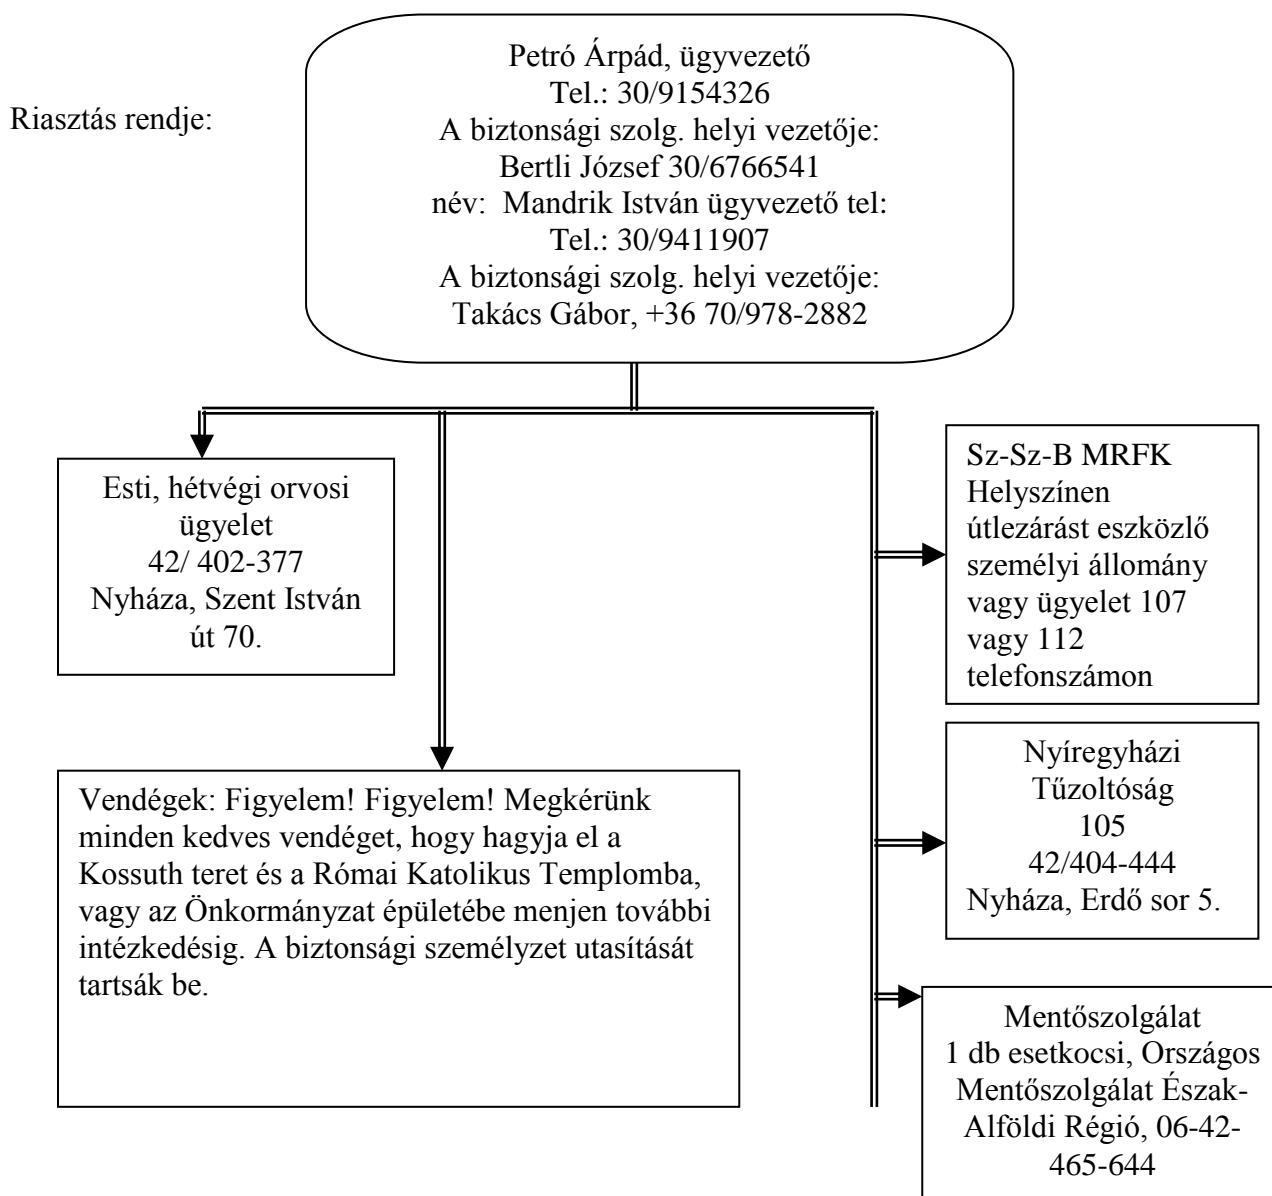 Riasztás rendje:
Petró Árpád, ügyvezető
Tel.: 30/9154326
A biztonsági szolg. helyi vezetője:
Bertli József 30/6766541
név:  Mandrik István ügyvezető tel:
Tel.: 30/9411907
A biztonsági szolg. helyi vezetője:
Takács Gábor, +36 70/978-2882
Esti, hétvégi orvosi
ügyelet
42/ 402-377
Nyháza, Szent István
út 70.
Sz-Sz-B MRFK
Helyszínen
útlezárást eszközlő
személyi állomány
vagy ügyelet 107
vagy 112
telefonszámon
Vendégek: Figyelem! Figyelem! Megkérünk
minden kedves vendéget, hogy hagyja el a
Kossuth teret és a Római Katolikus Templomba,
vagy az Önkormányzat épületébe menjen további
intézkedésig. A biztonsági személyzet utasítását
tartsák be.
Nyíregyházi
Tűzoltóság
105
42/404-444
Nyháza, Erdő sor 5.
Mentőszolgálat
1 db esetkocsi, Országos
Mentőszolgálat Észak-
Alföldi Régió, 06-42-
465-644